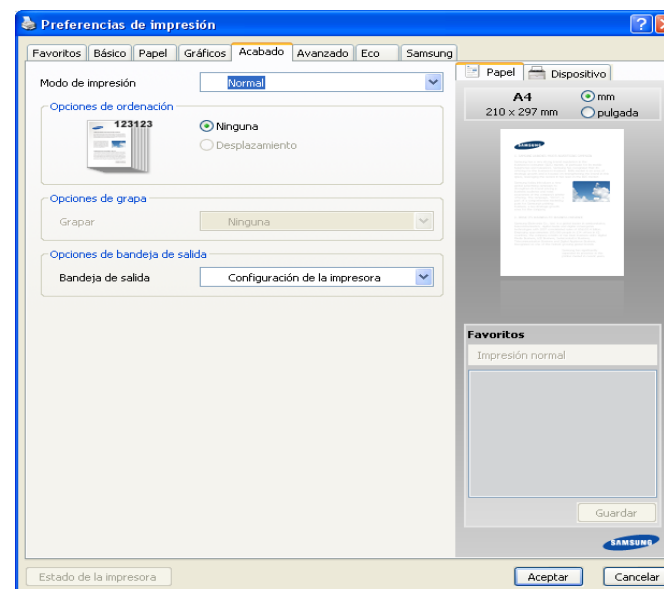 Preferencias de impresión
Favoritos Básico Papel Gráficos Acabado Avanzado Eco Samsung
Modo de impresión Normal
Opciones de ordenación
123123
Ninguna
Desplazamiento
Opciones de grapa
Grapar Ninguna
Opciones de bandeja de salida
Bandeja de salida Configuración de la impresora
Papel Dispositivo
A4
210 x 297 mm
mm
pulgada
SAMSUNG
Favoritos
Impresión normal
Guardar
SAMSUNG
Estado de la impresora Aceptar Cancelar